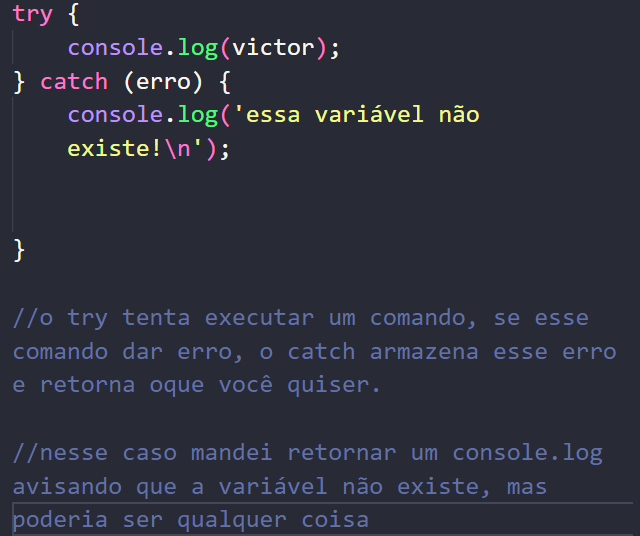 try {
console.log(victor);
} catch (erro) {
console.log('essa variável não
existe!\n');
}
//o try tenta executar um comando, se esse
comando dar erro, o catch armazena esse erro
e retorna oque você quiser.
//nesse caso mandei retornar um console.log
avisando que a variável não existe, mas
poderia ser qualquer coisa